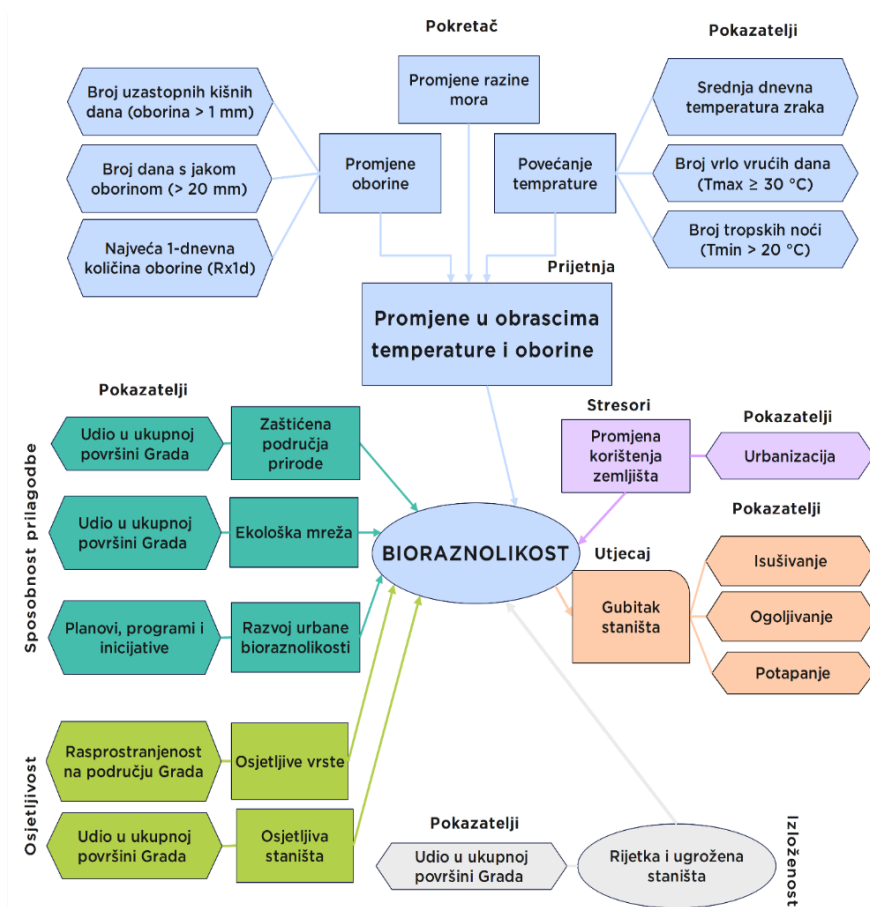 Pokretač
Pokazatelji
Broj uzastopnih kišnih
dana (oborina > 1 mm)
Promjene razine
mora
Srednja dnevna
temperatura zraka
Broj dana s jakom
oborinom (> 20 mm)
Promjene
oborine
Povećanje
temprature
Broj vrlo vrućih dana
(Tmax ≥ 30 °C)
Najveća 1-dnevna
količina oborine (Rx1d)
Broj tropskih noći
(Tmin > 20 °C)
Prijetnja
Promjene u obrascima
temperature i oborine
Pokazatelji
Sposobnost prilagodbe
Udio u ukupnoj
površini Grada
Zaštićena
područja
prirode
Stresori
Pokazatelji
Promjena
korištenja
zemljišta
Urbanizacija
Udio u ukupnoj
površini Grada
Ekološka mreža
BIORAZNOLIKOST
Utjecaj
Pokazatelji
Gubitak
staništa
Isušivanje
Ogoljivanje
Potapanje
Planovi, programi i
inicijative
Razvoj urbane
bioraznolikosti
Osjetljivost
Rasprostranjenost
na području Grada
Osjetljive vrste
Udio u ukupnoj
površini Grada
Osjetljiva
staništa
Pokazatelji
Udio u ukupnoj
površini Grada
Rijetka i ugrožena
staništa
Izloženost